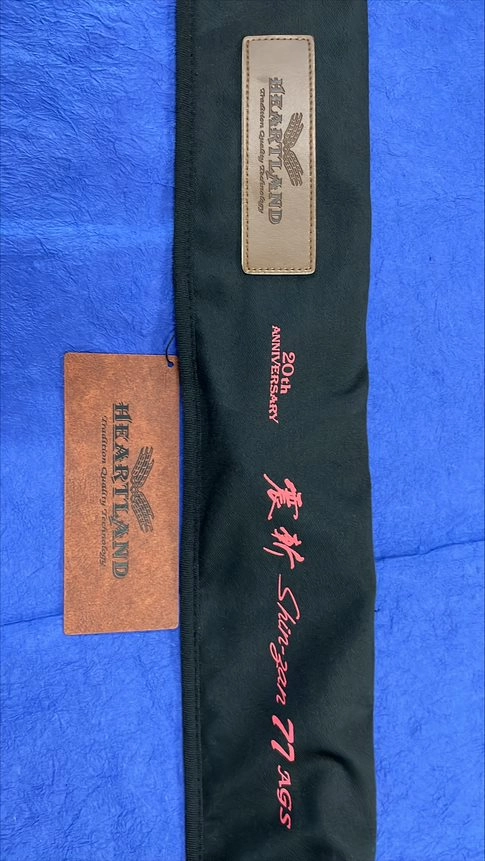 HEARTLAND
Tradition Quality Technology
20th
ANNIVERSARY
震斬 Shin-zan 77 AGS
HEARTLAND
Tradition Quality Technology